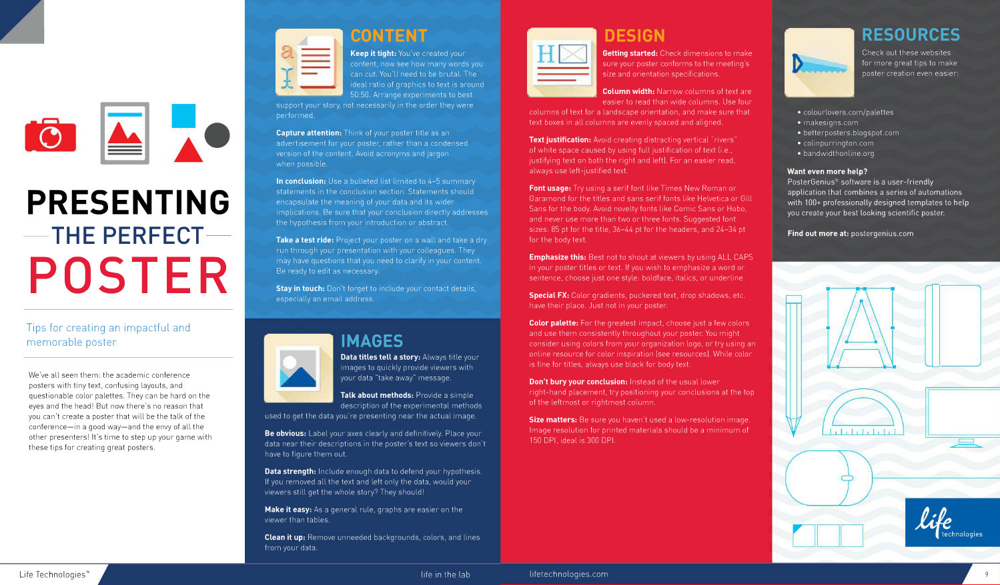 PRESENTING
THE PERFECT
POSTER
Tips for creating an impactful and
memorable poster
We've all seen them: the academic conference
posters with tiny text, confusing layouts, and
questionable color palettes. They can be hard on the
eyes and the head! But now there's no reason that
you can't create a poster that will be the talk of the
conference—in a good way—and the envy of all the
other presenters! It's time to step up your game with
these tips for creating great posters.
a
I
CONTENT
Keep it tight: You've created your
content, now see how many words you
can cut. You'll need to be brutal. The
ideal ratio of graphics to text is around
50:50. Arrange experiments to best
support your story, not necessarily in the order they were
performed.
Capture attention: Think of your poster title as an
advertisement for your poster, rather than a condensed
version of the content. Avoid acronyms and jargon
when possible.
In conclusion: Use a bulleted list limited to 4–5 summary
statements in the conclusion section. Statements should
encapsulate the meaning of your data and its wider
implications. Be sure that your conclusion directly addresses
the hypothesis from your introduction or abstract.
Take a test ride: Project your poster on a wall and take a dry
run through your presentation with your colleagues. They
may have questions that you need to clarify in your content.
Be ready to edit as necessary.
Stay in touch: Don't forget to include your contact details,
especially an email address.
IMAGES
Data titles tell a story: Always title your
images to quickly provide viewers with
your data "take away" message.
Talk about methods: Provide a simple
description of the experimental methods
used to get the data you're presenting near the actual image.
Be obvious: Label your axes clearly and definitively. Place your
data near their descriptions in the poster's text so viewers don't
have to figure them out.
Data strength: Include enough data to defend your hypothesis.
If you removed all the text and left only the data, would your
viewers still get the whole story? They should!
Make it easy: As a general rule, graphs are easier on the
viewer than tables.
Clean it up: Remove unneeded backgrounds, colors, and lines
from your data.
H
DESIGN
Getting started: Check dimensions to make
sure your poster conforms to the meeting's
size and orientation specifications.
Column width: Narrow columns of text are
easier to read than wide columns. Use four
columns of text for a landscape orientation, and make sure that
text boxes in all columns are evenly spaced and aligned.
Text justification: Avoid creating distracting vertical "rivers"
of white space caused by using full justification of text (i.e.,
justifying text on both the right and left). For an easier read,
always use left-justified text.
Font usage: Try using a serif font like Times New Roman or
Garamond for the titles and sans serif fonts like Helvetica or Gill
Sans for the body. Avoid novelty fonts like Comic Sans or Hobo,
and never use more than two or three fonts. Suggested font
sizes: 85 pt for the title, 36–44 pt for the headers, and 24–34 pt
for the body text.
Emphasize this: Best not to shout at viewers by using ALL CAPS
in your poster titles or text. If you wish to emphasize a word or
sentence, choose just one style: boldface, italics, or underline.
Special FX: Color gradients, puckered text, drop shadows, etc.
have their place. Just not in your poster.
Color palette: For the greatest impact, choose just a few colors
and use them consistently throughout your poster. You might
consider using colors from your organization logo, or try using an
online resource for color inspiration (see resources). While color
is fine for titles, always use black for body text.
Don't bury your conclusion: Instead of the usual lower
right-hand placement, try positioning your conclusions at the top
of the leftmost or rightmost column.
Size matters: Be sure you haven't used a low-resolution image.
Image resolution for printed materials should be a minimum of
150 DPI, ideal is 300 DPI.
RESOURCES
Check out these websites
for more great tips to make
poster creation even easier:
• colourlovers.com/palettes
• makesigns.com
• betterposters.blogspot.com
• colinpurrington.com
• bandwidthonline.org
Want even more help?
PosterGenius® software is a user-friendly
application that combines a series of automations
with 100+ professionally designed templates to help
you create your best looking scientific poster.
Find out more at: postergenius.com
A
life
technologies
Life Technologies™
life in the lab
lifetechnologies.com
9